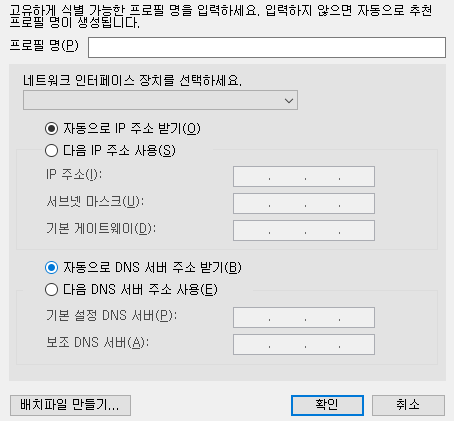 고유하게 식별 가능한 프로필 명을 입력하세요. 입력하지 않으면 자동으로 추천
프로필 명이 생성됩니다.
프로필 명(P)
네트워크 인터페이스 장치를 선택하세요.
자동으로 IP 주소 받기(O)
다음 IP 주소 사용(S)
IP 주소(I):
서브넷 마스크(U):
기본 게이트웨이(D):
자동으로 DNS 서버 주소 받기(B)
다음 DNS 서버 주소 사용(E)
기본 설정 DNS 서버(P):
보조 DNS 서버(A):
배치파일 만들기... 확인 취소